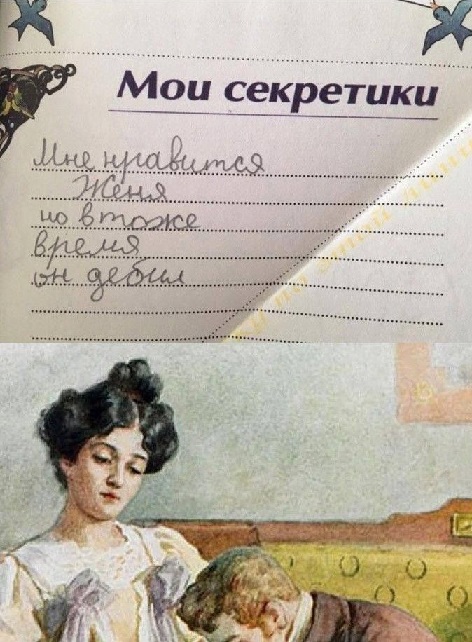 Мои секретики
Мне нравится
Женя
но в тоже
время
он дебил